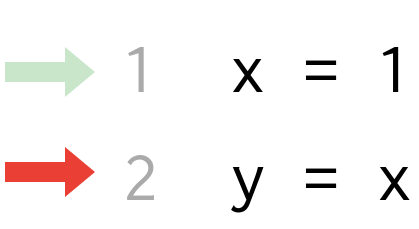 1 x = 1
2 y = x